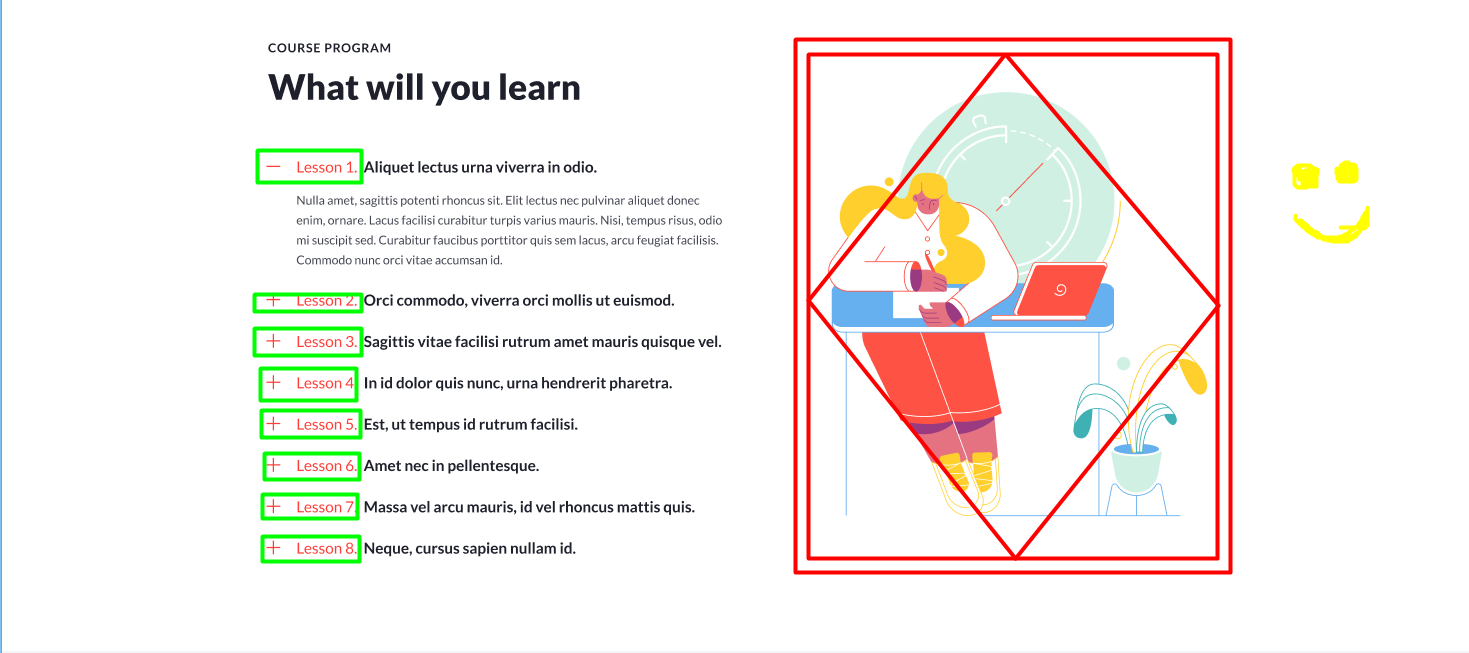 COURSE PROGRAM
What will you learn
— Lesson 1. Aliquet lectus urna viverra in odio.
Nulla amet, sagittis potenti rhoncus sit. Elit lectus nec pulvinar aliquet donec
enim, ornare. Lacus facilisi curabitur turpis varius mauris. Nisi, tempus risus, odio
mi suscipit sed. Curabitur faucibus porttitor quis sem lacus, arcu feugiat facilisis.
Commodo nunc orci vitae accumsan id.
+ Lesson 2. Orci commodo, viverra orci mollis ut euismod.
+ Lesson 3. Sagittis vitae facilisi rutrum amet mauris quisque vel.
+ Lesson 4 In id dolor quis nunc, urna hendrerit pharetra.
+ Lesson 5. Est, ut tempus id rutrum facilisi.
+ Lesson 6. Amet nec in pellentesque.
+ Lesson 7 Massa vel arcu mauris, id vel rhoncus mattis quis.
+ Lesson 8. Neque, cursus sapien nullam id.